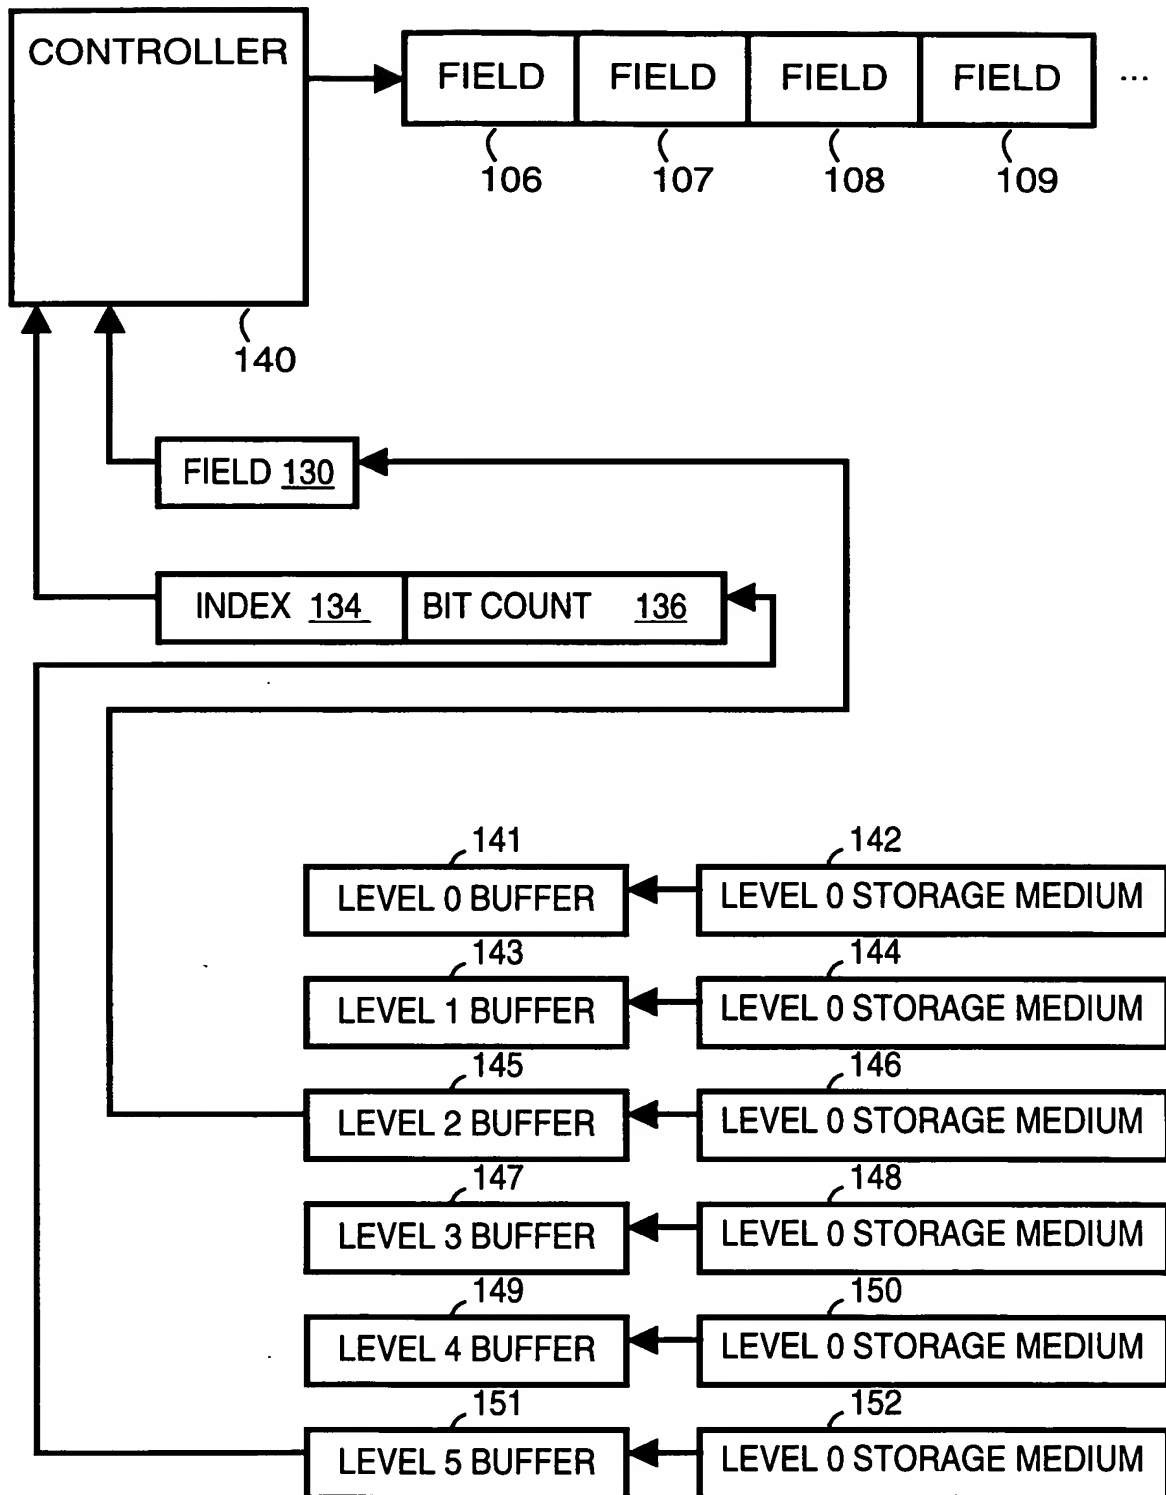 CONTROLLER
FIELD FIELD FIELD FIELD ...
106 107 108 109
140
FIELD 130
INDEX 134 BIT COUNT 136
141 142
LEVEL 0 BUFFER LEVEL 0 STORAGE MEDIUM
143 144
LEVEL 1 BUFFER LEVEL 0 STORAGE MEDIUM
145 146
LEVEL 2 BUFFER LEVEL 0 STORAGE MEDIUM
147 148
LEVEL 3 BUFFER LEVEL 0 STORAGE MEDIUM
149 150
LEVEL 4 BUFFER LEVEL 0 STORAGE MEDIUM
151 152
LEVEL 5 BUFFER LEVEL 0 STORAGE MEDIUM